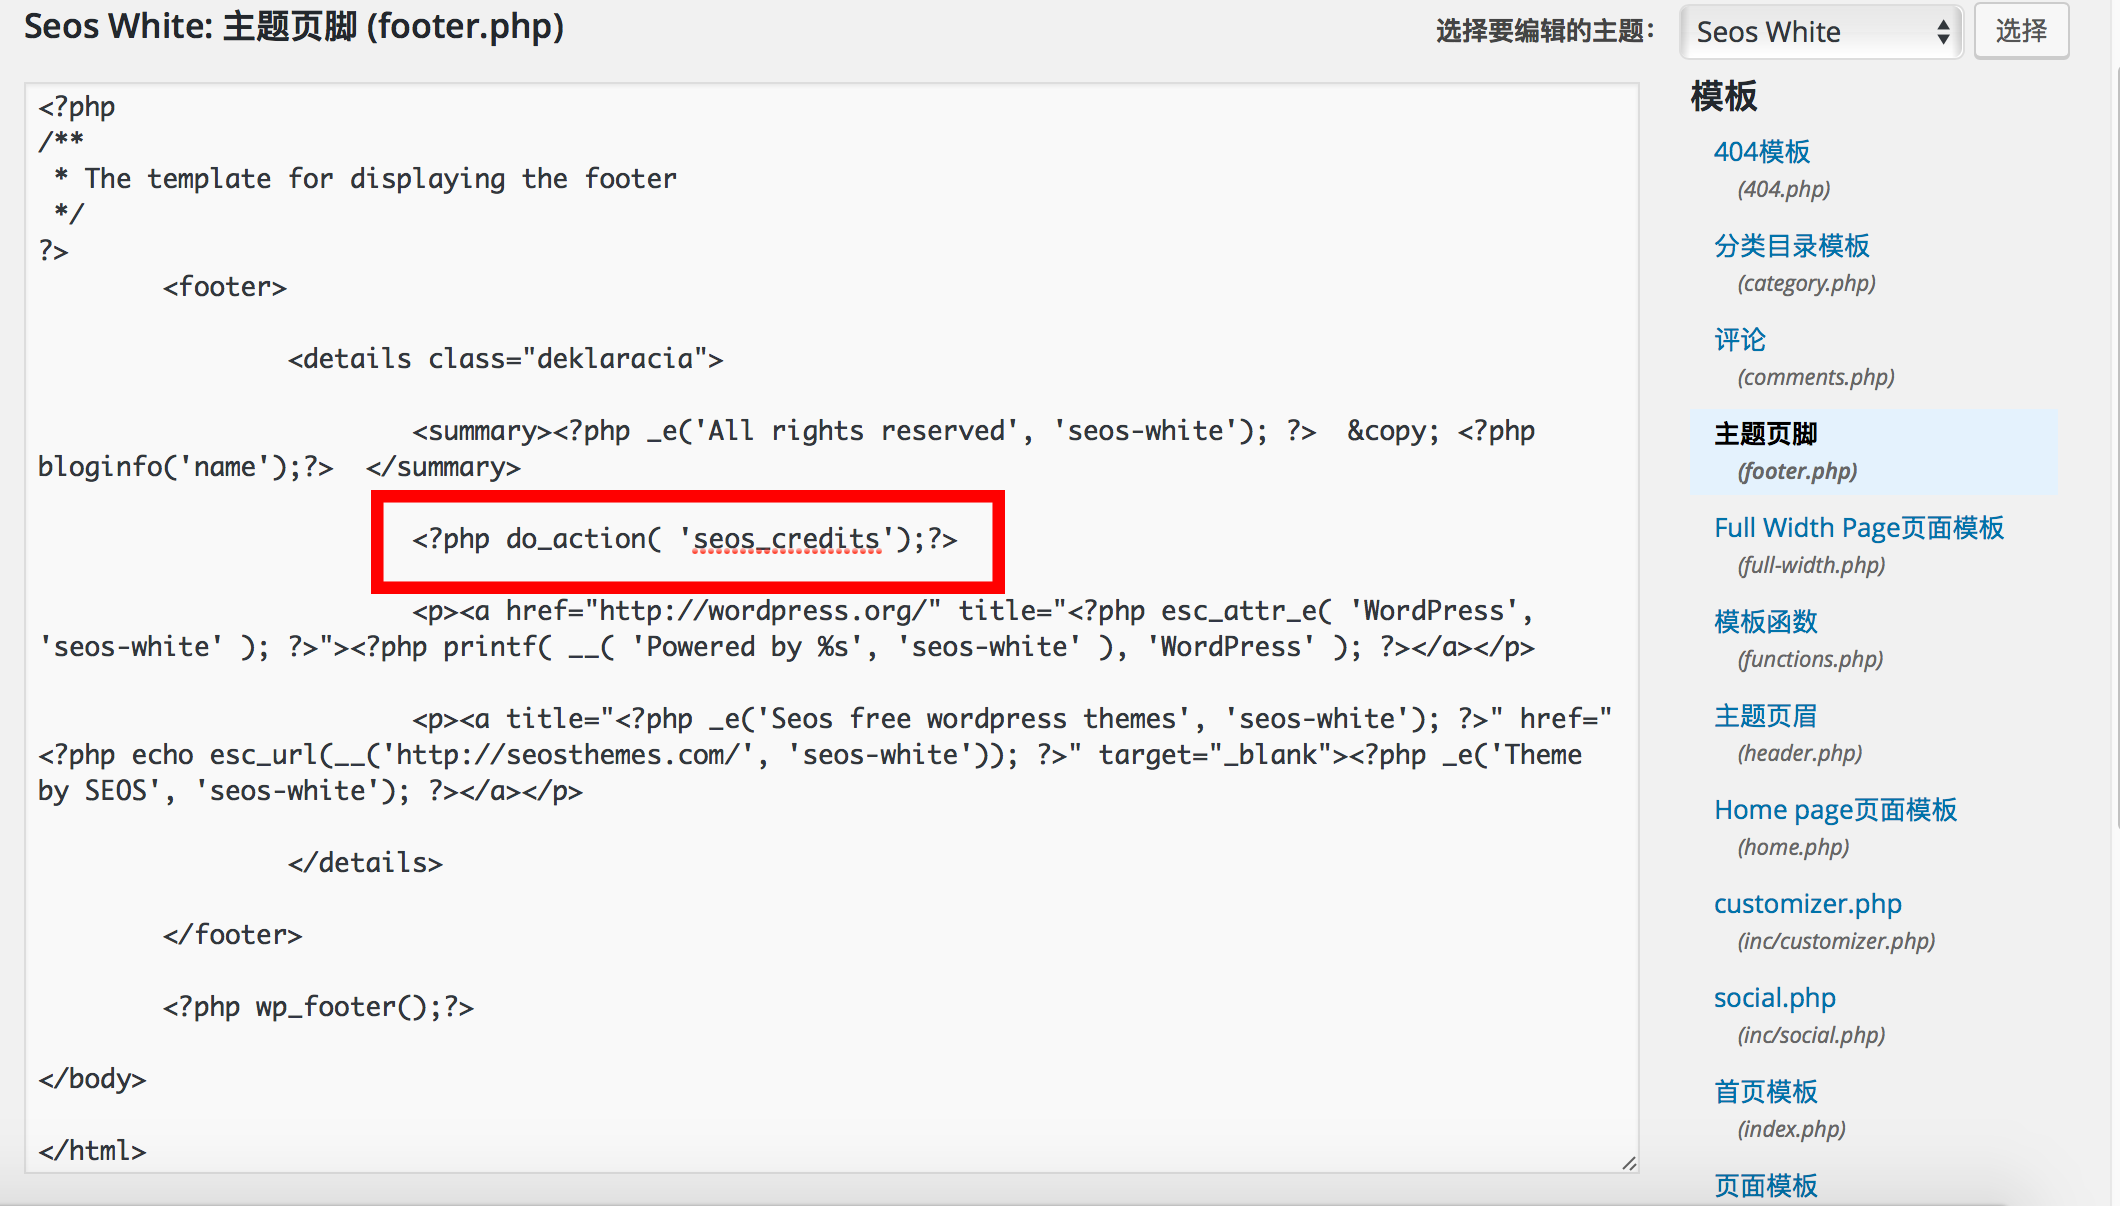 Seos White: 主题页脚 (footer.php)
选择要编辑的主题：
Seos White
选择
<?php
/**
 * The template for displaying the footer
 */
?>
<footer>
<details class="deklaracia">
<summary><?php _e('All rights reserved', 'seos-white'); ?>  &copy; <?php
bloginfo('name');?>  </summary>
<?php do_action( 'seos_credits');?>
<p><a href="http://wordpress.org/" title="<?php esc_attr_e( 'WordPress',
'seos-white' ); ?>"><?php printf( __( 'Powered by %s', 'seos-white' ), 'WordPress' ); ?></a></p>
<p><a title="<?php _e('Seos free wordpress themes', 'seos-white'); ?>" href="
<?php echo esc_url(__('http://seosthemes.com/', 'seos-white')); ?>" target="_blank"><?php _e('Theme
by SEOS', 'seos-white'); ?></a></p>
</details>
</footer>
<?php wp_footer();?>
</body>
</html>
模板
404模板
(404.php)
分类目录模板
(category.php)
评论
(comments.php)
主题页脚
(footer.php)
Full Width Page页面模板
(full-width.php)
模板函数
(functions.php)
主题页眉
(header.php)
Home page页面模板
(home.php)
customizer.php
(inc/customizer.php)
social.php
(inc/social.php)
首页模板
(index.php)
页面模板